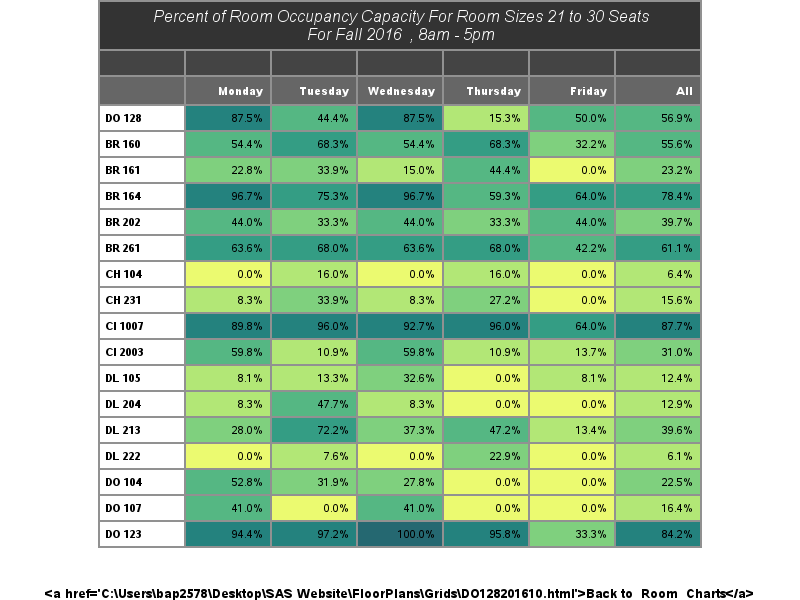 Percent of Room Occupancy Capacity For Room Sizes 21 to 30 Seats
For Fall 2016 , 8am - 5pm
Monday Tuesday Wednesday Thursday Friday All
DO 128 87.5% 44.4% 87.5% 15.3% 50.0% 56.9%
BR 160 54.4% 68.3% 54.4% 68.3% 32.2% 55.6%
BR 161 22.8% 33.9% 15.0% 44.4% 0.0% 23.2%
BR 164 96.7% 75.3% 96.7% 59.3% 64.0% 78.4%
BR 202 44.0% 33.3% 44.0% 33.3% 44.0% 39.7%
BR 261 63.6% 68.0% 63.6% 68.0% 42.2% 61.1%
CH 104 0.0% 16.0% 0.0% 16.0% 0.0% 6.4%
CH 231 8.3% 33.9% 8.3% 27.2% 0.0% 15.6%
CI 1007 89.8% 96.0% 92.7% 96.0% 64.0% 87.7%
CI 2003 59.8% 10.9% 59.8% 10.9% 13.7% 31.0%
DL 105 8.1% 13.3% 32.6% 0.0% 8.1% 12.4%
DL 204 8.3% 47.7% 8.3% 0.0% 0.0% 12.9%
DL 213 28.0% 72.2% 37.3% 47.2% 13.4% 39.6%
DL 222 0.0% 7.6% 0.0% 22.9% 0.0% 6.1%
DO 104 52.8% 31.9% 27.8% 0.0% 0.0% 22.5%
DO 107 41.0% 0.0% 41.0% 0.0% 0.0% 16.4%
DO 123 94.4% 97.2% 100.0% 95.8% 33.3% 84.2%
<a href='C:\Users\bap2578\Desktop\SAS Website\FloorPlans\Grids\DO128201610.html'>Back to Room Charts</a>